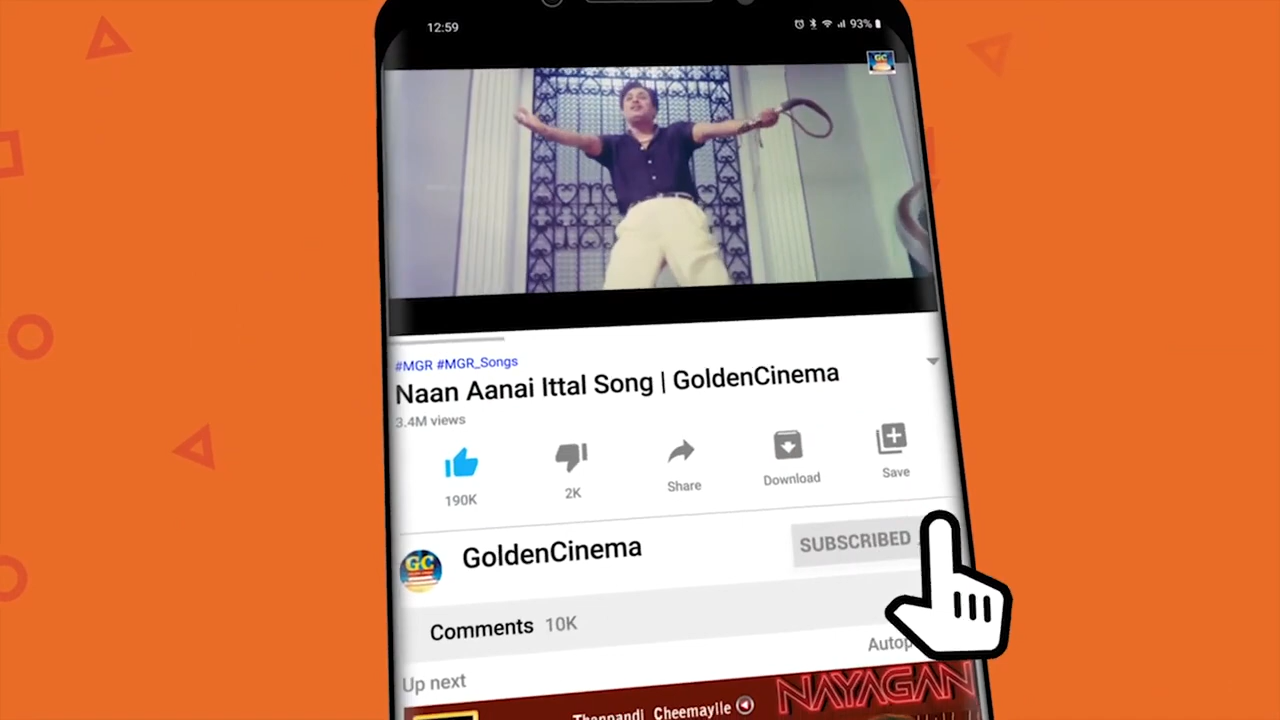 12:59
93%
GC
#MGR #MGR_Songs
Naan Aanai Ittal Song | GoldenCinema
3.4M views
190K
2K
Share
Download
Save
GC
GoldenCinema
SUBSCRIBED
Comments 10K
Autop
Up next
Thenpandi Cheemayile
NAYAGAN